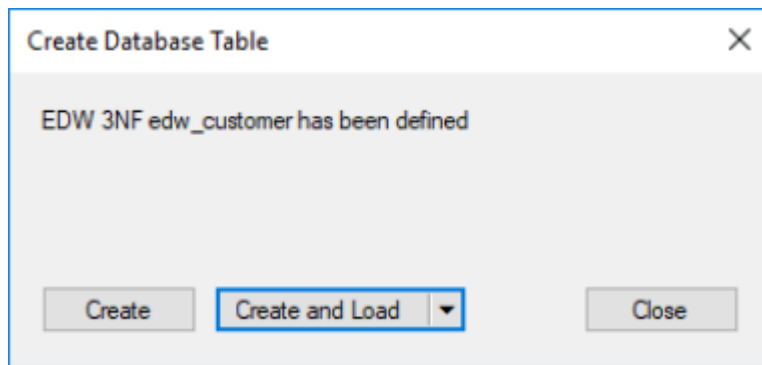 Create Database Table
EDW 3NF edw_customer has been defined
Create
Create and Load
Close